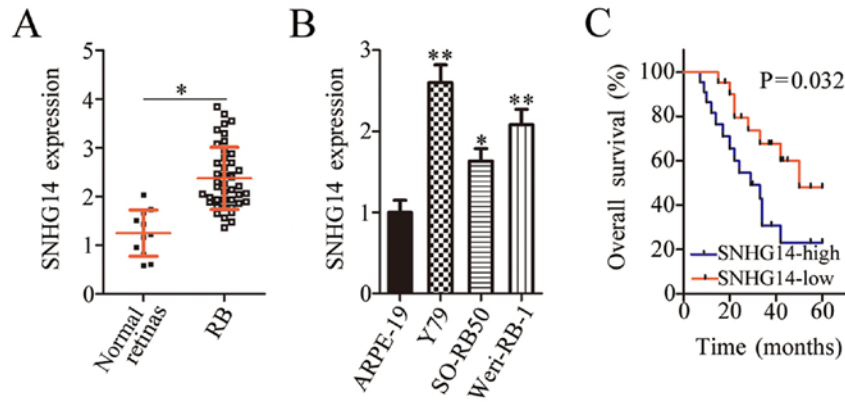 A
SNHG14 expression
5
4
3
2
1
0
*
Normal
retinas
RB
B
SNHG14 expression
3
2
1
0
**
*
**
ARPE-19
Y79
SO-RB50
Weri-RB-1
C
Overall survival (%)
100
80
60
40
20
0
P=0.032
SNHG14-high
SNHG14-low
0 20 40 60
Time (months)